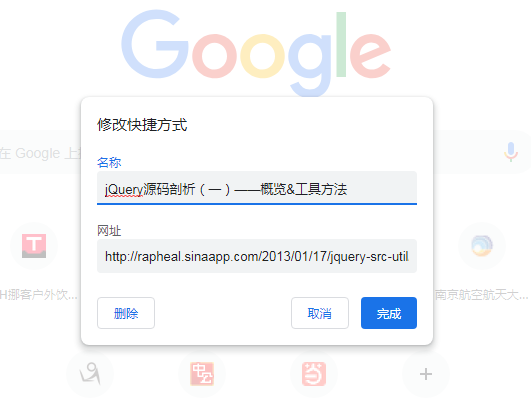 Google
修改快捷方式
在 Google 上
名称
jQuery源码剖析（一）——概览&工具方法
网址
http://rapheal.sinaapp.com/2013/01/17/jquery-src-util
H挪客户外饮...
南京航空航天大...
删除
取消
完成
中公